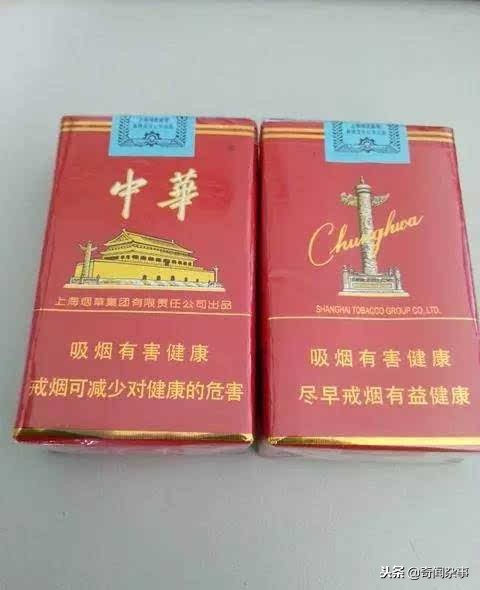 中華
上海烟草集团有限责任公司出品
吸烟有害健康
戒烟可减少对健康的危害
Chunghwa
SHANGHAI TOBACCO GROUP CO., LTD.
吸烟有害健康
尽早戒烟有益健康
头条 @奇闻杂事